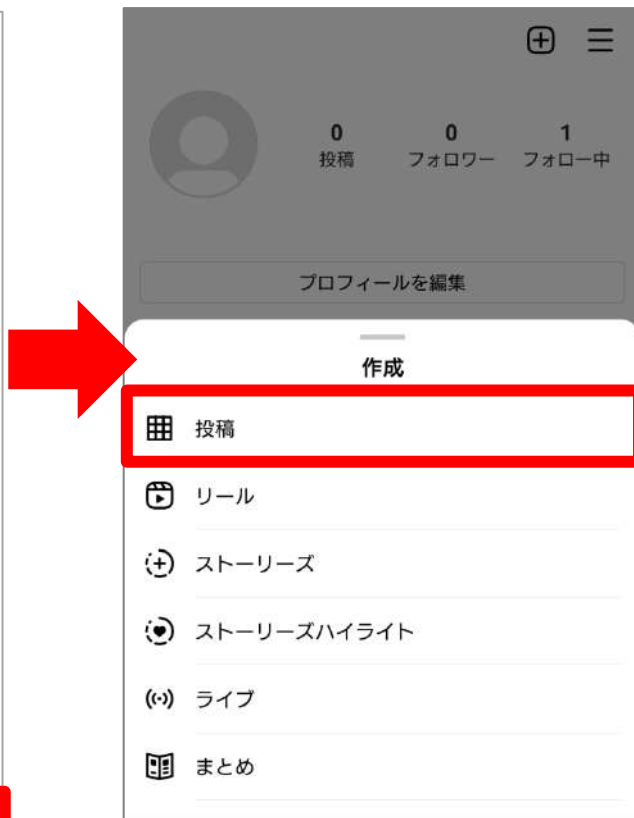 0 0 1
投稿 フォロワー フォロー中
プロフィールを編集
作成
投稿
リール
ストーリーズ
ストーリーズハイライト
ライブ
まとめ